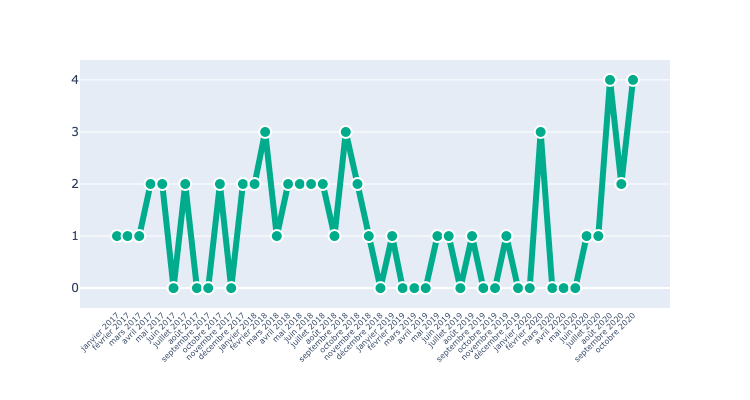 4
3
2
1
0
janvier 2017
février 2017
mars 2017
avril 2017
mai 2017
juin 2017
juillet 2017
août 2017
septembre 2017
octobre 2017
novembre 2017
décembre 2017
janvier 2018
février 2018
mars 2018
avril 2018
mai 2018
juin 2018
juillet 2018
août 2018
septembre 2018
octobre 2018
novembre 2018
décembre 2018
janvier 2019
février 2019
mars 2019
avril 2019
mai 2019
juin 2019
juillet 2019
août 2019
septembre 2019
octobre 2019
novembre 2019
décembre 2019
janvier 2020
février 2020
mars 2020
avril 2020
mai 2020
juin 2020
juillet 2020
août 2020
septembre 2020
octobre 2020